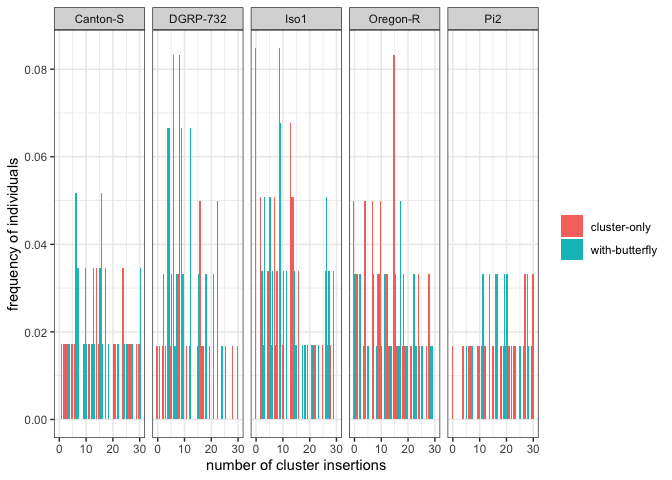 Canton-S DGRP-732 Iso1 Oregon-R Pi2
0.08
0.06
0.04
0.02
0.00
frequency of individuals
0 10 20 30 0 10 20 30 0 10 20 30 0 10 20 30 0 10 20 30
number of cluster insertions
cluster-only
with-butterfly